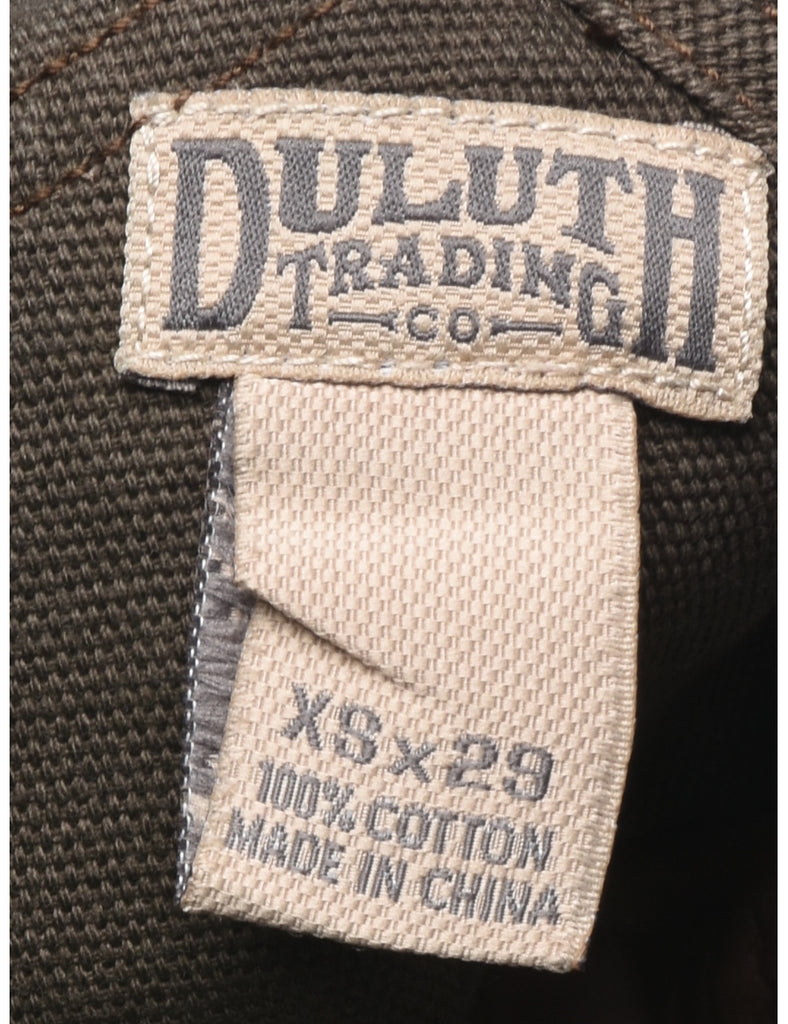 DULUTH
TRADING
CO
XS x 29
100% COTTON
MADE IN CHINA